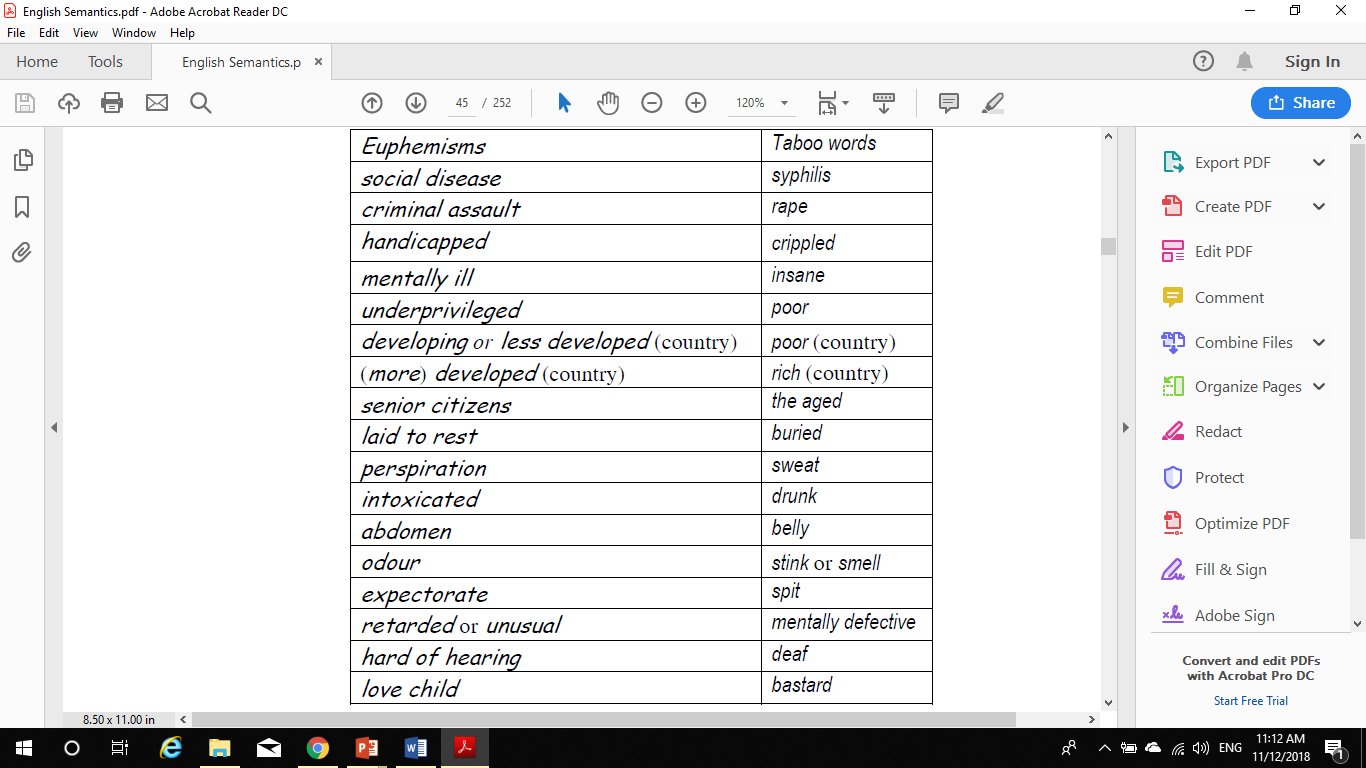 English Semantics.pdf - Adobe Acrobat Reader DC
File Edit View Window Help
Home Tools English Semantics.p × Sign In
45 / 252 120% Share
Euphemisms Taboo words
social disease syphilis
criminal assault rape
handicapped crippled
mentally ill insane
underprivileged poor
developing or less developed (country) poor (country)
(more) developed (country) rich (country)
senior citizens the aged
laid to rest buried
perspiration sweat
intoxicated drunk
abdomen belly
odour stink or smell
expectorate spit
retarded or unusual mentally defective
hard of hearing deaf
love child bastard
Export PDF
Create PDF
Edit PDF
Comment
Combine Files
Organize Pages
Redact
Protect
Optimize PDF
Fill & Sign
Adobe Sign
Convert and edit PDFs
with Acrobat Pro DC
Start Free Trial
8.50 x 11.00 in
ENG
11:12 AM
11/12/2018
1